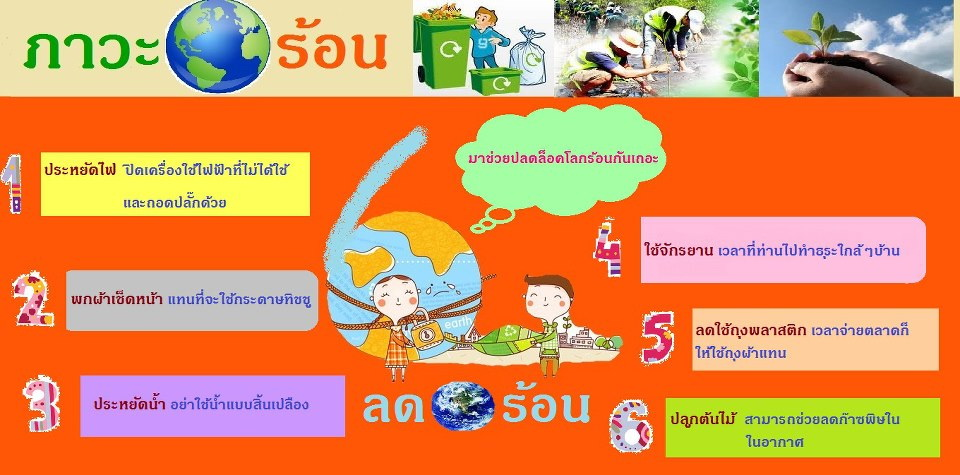 ภาวะ ร้อน
มาช่วยปลดล็อคโลกร้อนกันเถอะ
1
ประหยัดไฟ ปิดเครื่องใช้ไฟฟ้าที่ไม่ได้ใช้
และถอดปลั๊กด้วย
2
พกผ้าเช็ดหน้า แทนที่จะใช้กระดาษทิชชู
3
ประหยัดน้ำ อย่าใช้น้ำแบบสิ้นเปลือง
6
earth
ลด ร้อน
4
ใช้จักรยาน เวลาที่ท่านไปทำธุระใกล้ๆบ้าน
5
ลดใช้ถุงพลาสติก เวลาจ่ายตลาดก็
ให้ใช้ถุงผ้าแทน
6
ปลูกต้นไม้ สามารถช่วยลดก๊าซพิษใน
ในอากาศ